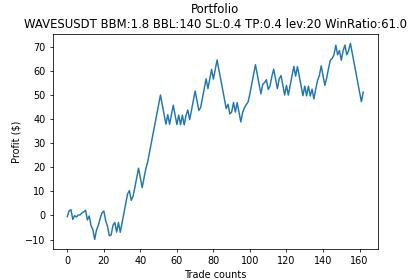 Portfolio
WAVESUSDT BBM:1.8 BBL:140 SL:0.4 TP:0.4 lev:20 WinRatio:61.0
70
60
50
40
30
20
10
0
−10
Profit ($)
0 20 40 60 80 100 120 140 160
Trade counts